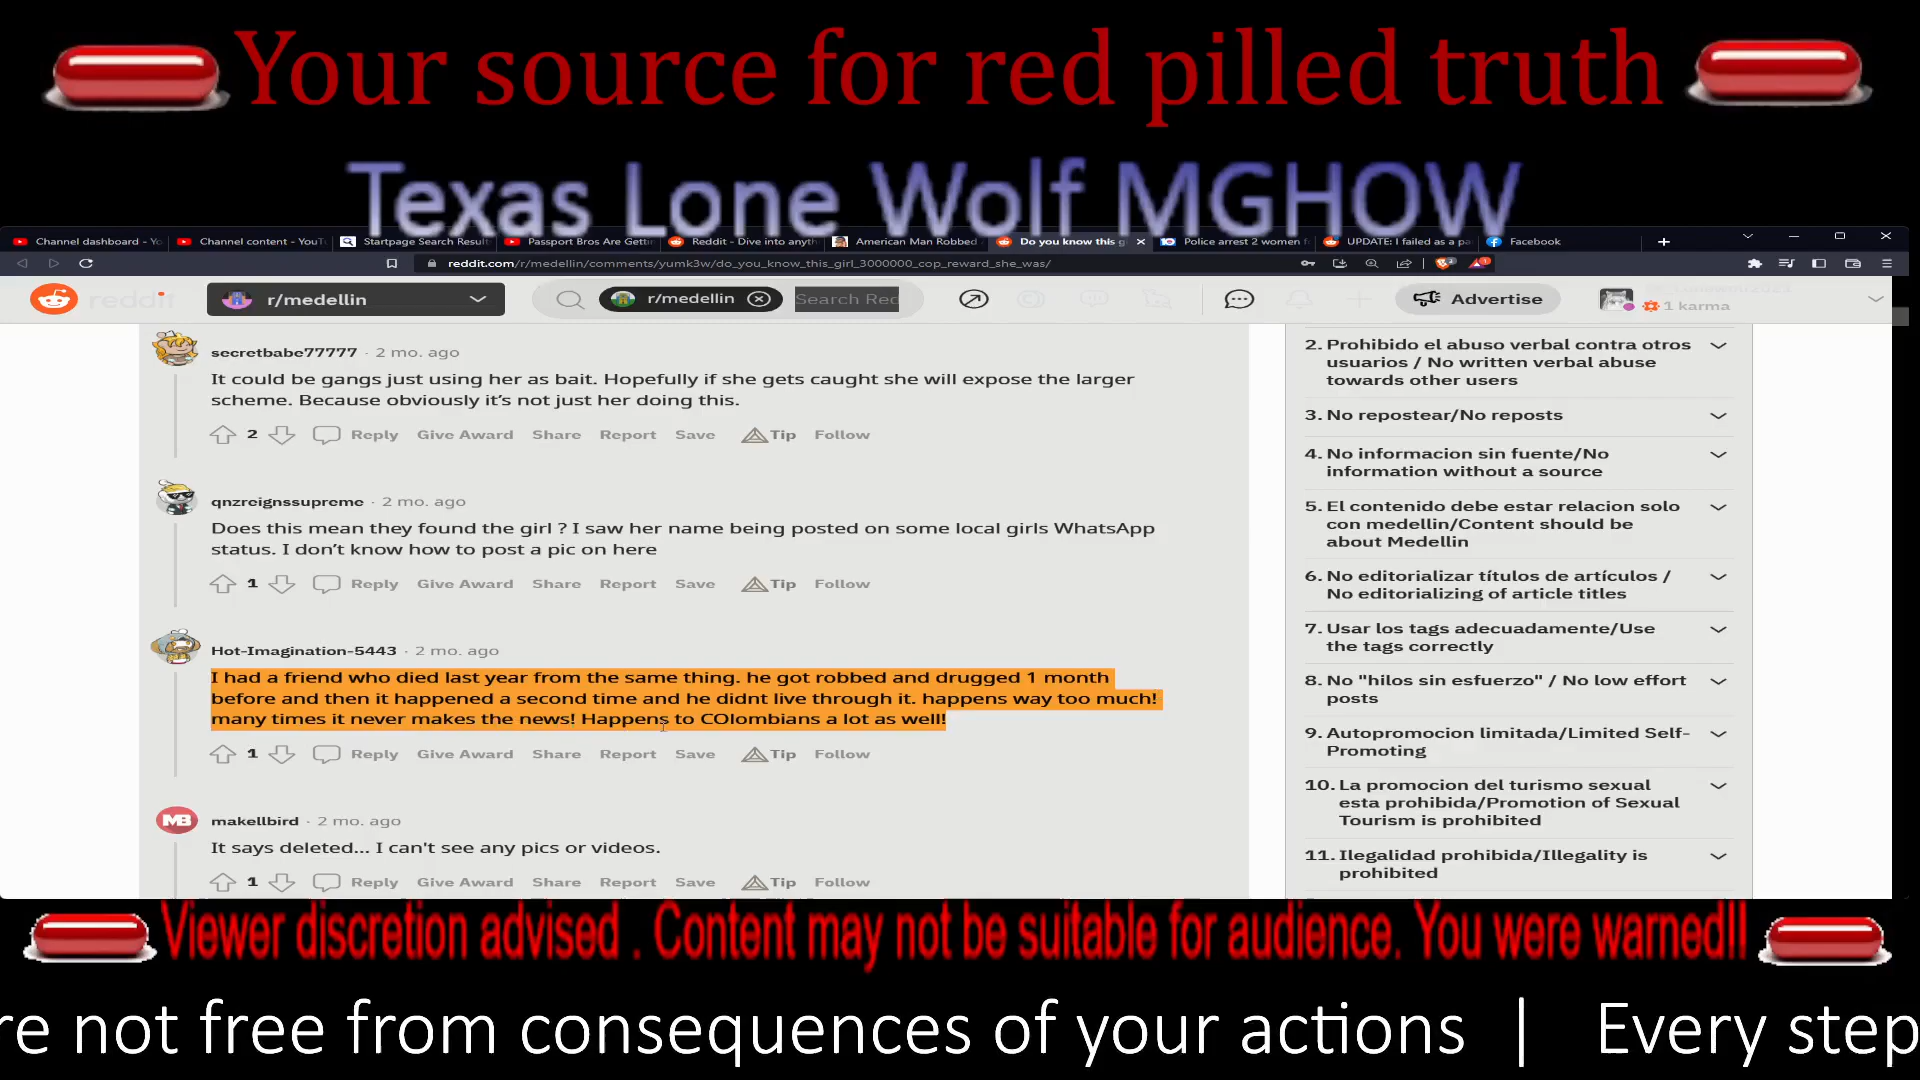 Your source for red pilled truth
Texas Lone Wolf MGHOW
Channel dashboard - Yo
Channel content - YouTu
Startpage Search Result
Passport Bros Are Getti
Reddit - Dive into anyth
American Man Robbed
Do you know this g
Police arrest 2 women f
UPDATE: I failed as a pa
Facebook
reddit.com/r/medellin/comments/yumk3w/do_you_know_this_girl_3000000_cop_reward_she_was/
reddit
r/medellin
r/medellin
Search Red
Advertise
1 karma
secretbabe77777 · 2 mo. ago
It could be gangs just using her as bait. Hopefully if she gets caught she will expose the larger
scheme. Because obviously it's not just her doing this.
2 Reply Give Award Share Report Save Tip Follow
qnzreignssupreme · 2 mo. ago
Does this mean they found the girl ? I saw her name being posted on some local girls WhatsApp
status. I don't know how to post a pic on here
1 Reply Give Award Share Report Save Tip Follow
Hot-Imagination-5443 · 2 mo. ago
I had a friend who died last year from the same thing. he got robbed and drugged 1 month
before and then it happened a second time and he didnt live through it. happens way too much!
many times it never makes the news! Happens to COlombians a lot as well!
1 Reply Give Award Share Report Save Tip Follow
MB
makellbird · 2 mo. ago
It says deleted... I can't see any pics or videos.
1 Reply Give Award Share Report Save Tip Follow
2. Prohibido el abuso verbal contra otros
usuarios / No written verbal abuse
towards other users
3. No repostear/No reposts
4. No informacion sin fuente/No
information without a source
5. El contenido debe estar relacion solo
con medellin/Content should be
about Medellin
6. No editorializar títulos de artículos /
No editorializing of article titles
7. Usar los tags adecuadamente/Use
the tags correctly
8. No "hilos sin esfuerzo" / No low effort
posts
9. Autopromocion limitada/Limited Self-
Promoting
10. La promocion del turismo sexual
esta prohibida/Promotion of Sexual
Tourism is prohibited
11. Ilegalidad prohibida/Illegality is
prohibited
Viewer discretion advised . Content may not be suitable for audience. You were warned!!
re not free from consequences of your actions | Every step